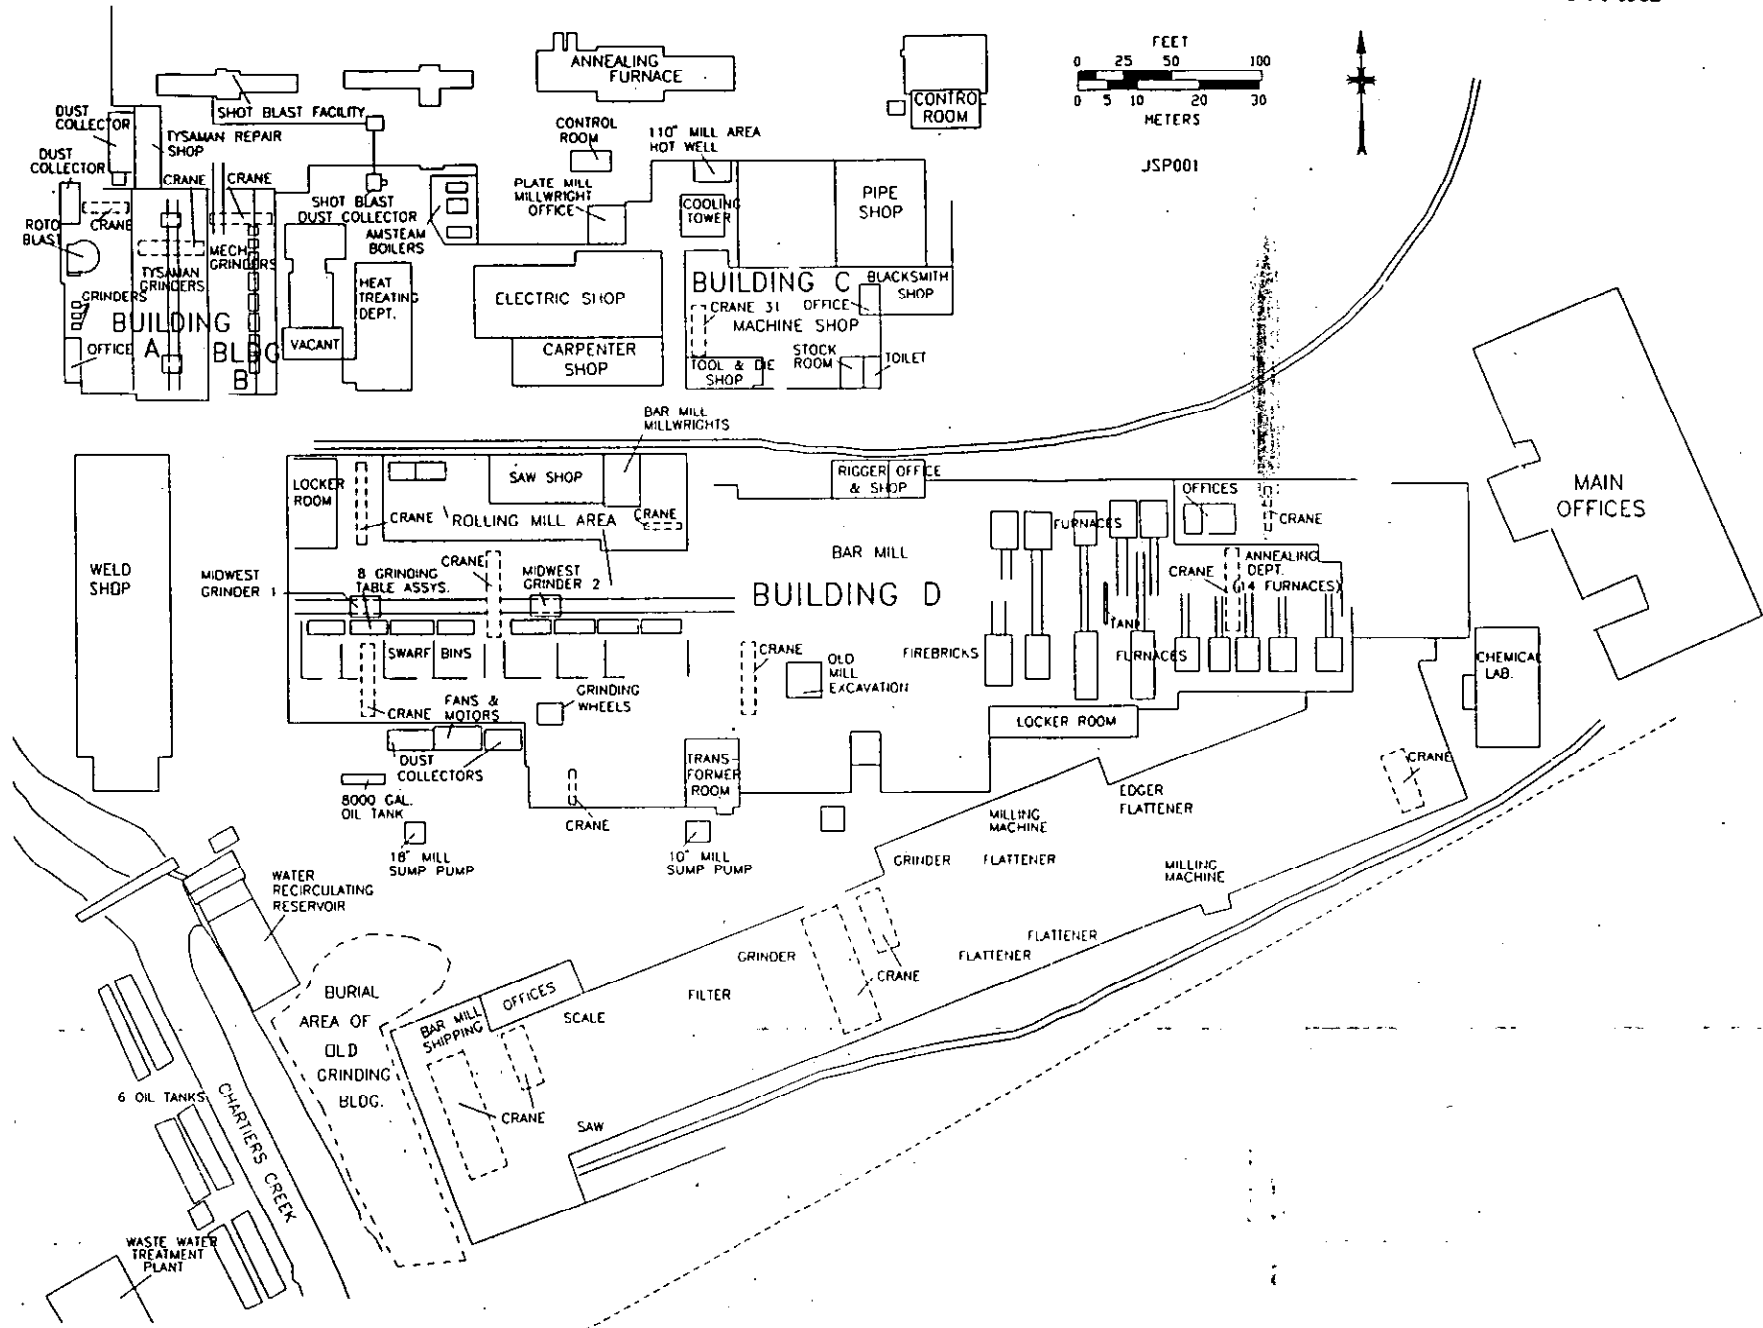 FEET
0 25 50 100
0 5 10 20 30
METERS
JSP001
ANNEALING
FURNACE
CONTROL
ROOM
SHOT BLAST FACILITY
DUST
COLLECTOR
TYSAMAN REPAIR
SHOP
DUST
COLLECTOR
CRANE
CRANE
CONTROL
ROOM
110" MILL AREA
HOT WELL
PLATE MILL
MILLWRIGHT
OFFICE
SHOT BLAST
DUST COLLECTOR
AMSTEAM
BOILERS
COOLING
TOWER
PIPE
SHOP
ROTO
BLAST
CRANE
MECH
GRINDERS
TYSAMAN
GRINDERS
GRINDERS
BUILDING
A
OFFICE
BLDG
B
VACANT
HEAT
TREATING
DEPT.
ELECTRIC SHOP
CARPENTER
SHOP
BUILDING C
BLACKSMITH
SHOP
CRANE 31
OFFICE
MACHINE SHOP
TOOL & DIE
SHOP
STOCK
ROOM
TOILET
BAR MILL
MILLWRIGHTS
WELD
SHOP
LOCKER
ROOM
SAW SHOP
CRANE
ROLLING MILL AREA
CRANE
RIGGER OFFICE
& SHOP
BAR MILL
BUILDING D
OFFICES
CRANE
FURNACES
ANNEALING
DEPT.
(14 FURNACES)
CRANE
MAIN
OFFICES
MIDWEST
GRINDER 1
8 GRINDING
TABLE ASSYS.
CRANE
MIDWEST
GRINDER 2
SWARF BINS
CRANE
OLD
MILL
EXCAVATION
FIREBRICKS
TANK
FURNACES
CHEMICAL
LAB.
CRANE
FANS &
MOTORS
GRINDING
WHEELS
DUST
COLLECTORS
TRANS-
FORMER
ROOM
LOCKER ROOM
CRANE
8000 GAL.
OIL TANK
CRANE
18" MILL
SUMP PUMP
10" MILL
SUMP PUMP
EDGER
FLATTENER
MILLING
MACHINE
GRINDER
FLATTENER
MILLING
MACHINE
WATER
RECIRCULATING
RESERVOIR
FLATTENER
GRINDER
FLATTENER
CRANE
FILTER
BURIAL
AREA OF
OLD
GRINDING
BLDG.
BAR MILL
SHIPPING
OFFICES
SCALE
CRANE
SAW
6 OIL TANKS
CHARTIERS CREEK
WASTE WATER
TREATMENT
PLANT